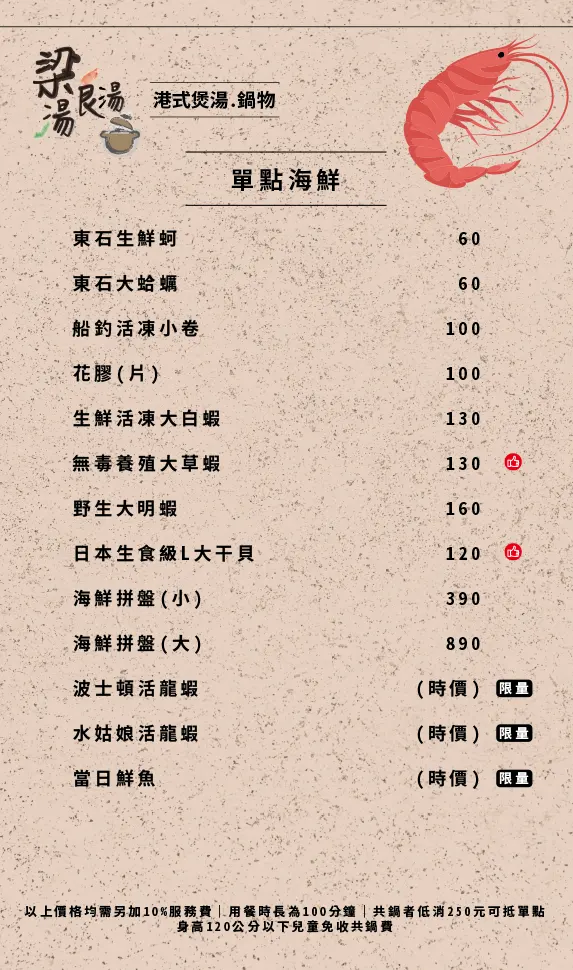 梁湯良湯
港式煲湯.鍋物
單點海鮮
東石生鮮蚵 60
東石大蛤蠣 60
船釣活凍小卷 100
花膠(片) 100
生鮮活凍大白蝦 130
無毒養殖大草蝦 130
野生大明蝦 160
日本生食級L大干貝 120
海鮮拼盤(小) 390
海鮮拼盤(大) 890
波士頓活龍蝦 (時價) 限量
水姑娘活龍蝦 (時價) 限量
當日鮮魚 (時價) 限量
以上價格均需另加10%服務費｜用餐時長為100分鐘｜共鍋者低消250元可抵單點
身高120公分以下兒童免收共鍋費